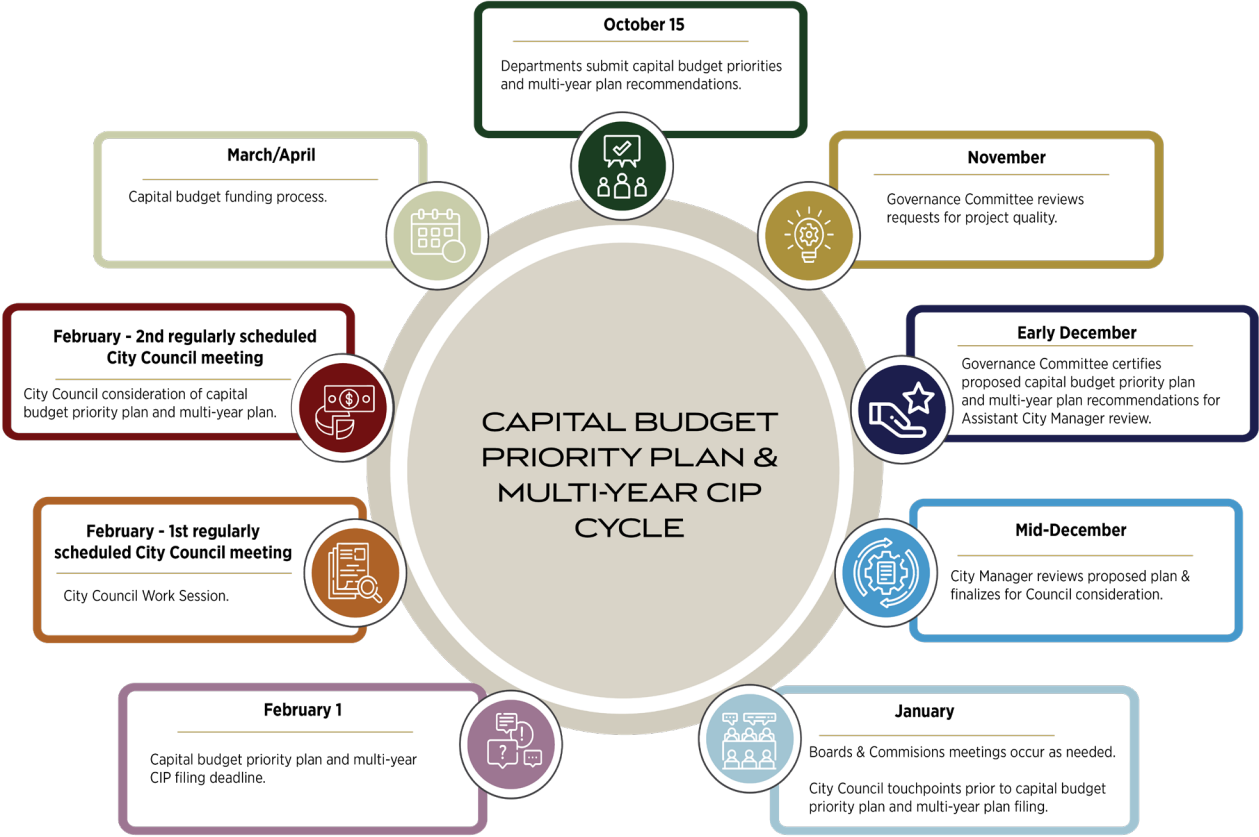 October 15
Departments submit capital budget priorities
and multi-year plan recommendations.
November
Governance Committee reviews
requests for project quality.
Early December
Governance Committee certifies
proposed capital budget priority plan
and multi-year plan recommendations for
Assistant City Manager review.
Mid-December
City Manager reviews proposed plan &
finalizes for Council consideration.
January
Boards & Commisions meetings occur as needed.
City Council touchpoints prior to capital budget
priority plan and multi-year plan filing.
February 1
Capital budget priority plan and multi-year
CIP filing deadline.
February - 1st regularly
scheduled City Council meeting
City Council Work Session.
February - 2nd regularly scheduled
City Council meeting
City Council consideration of capital
budget priority plan and multi-year plan.
March/April
Capital budget funding process.
CAPITAL BUDGET
PRIORITY PLAN &
MULTI-YEAR CIP
CYCLE